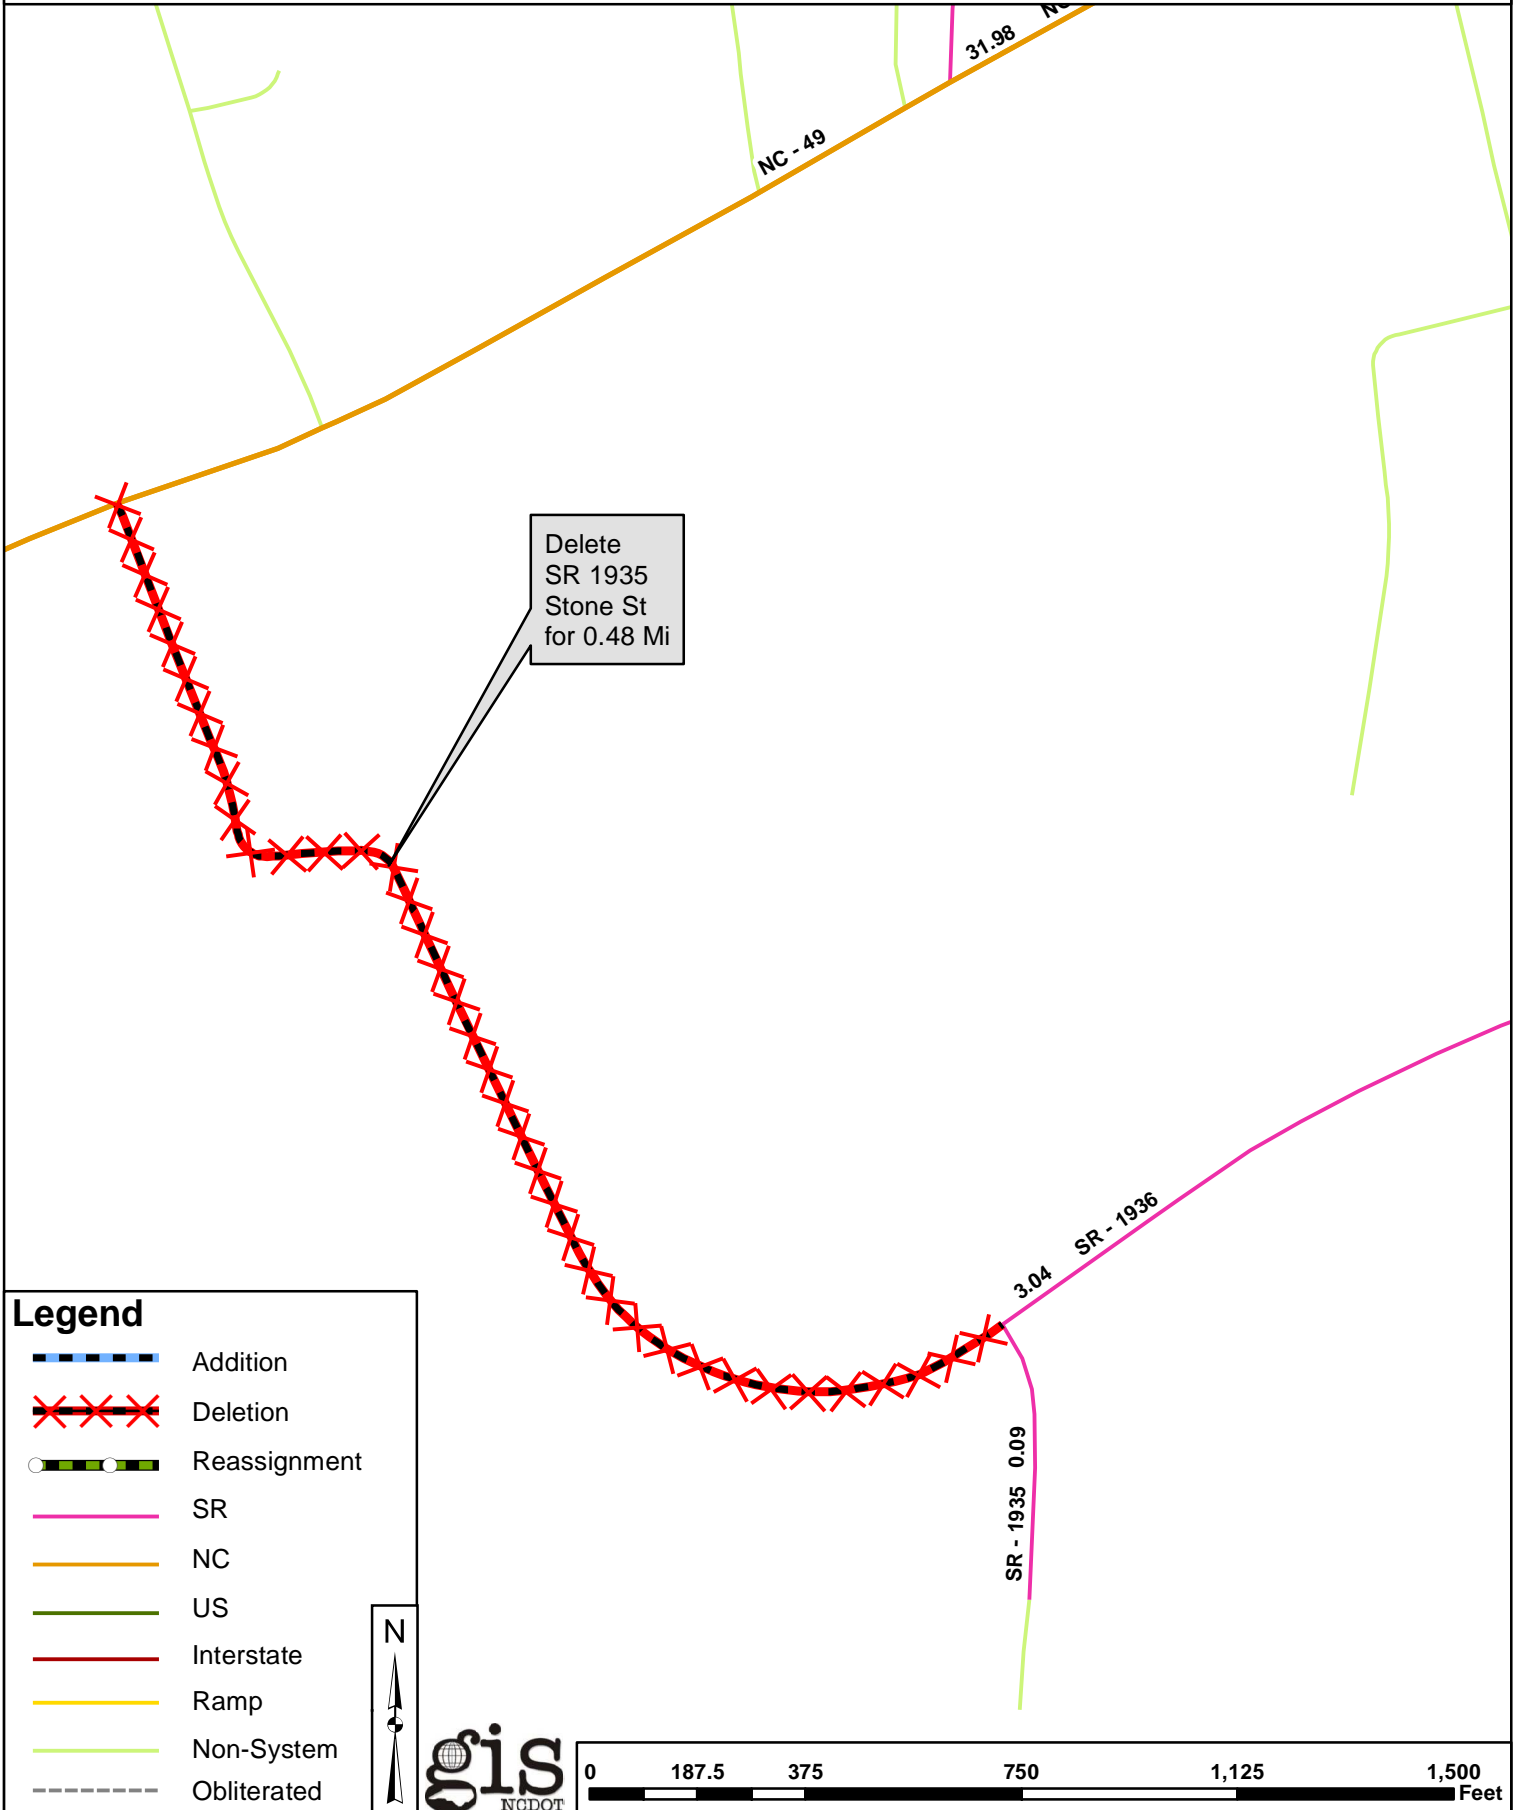 31.98
NC - 49
Delete
SR 1935
Stone St
for 0.48 Mi
SR - 1936
3.04
SR - 1935 0.09
Legend
Addition
Deletion
Reassignment
SR
NC
US
Interstate
Ramp
Non-System
Obliterated
N
gis
NCDOT
0 187.5 375 750 1,125 1,500
Feet